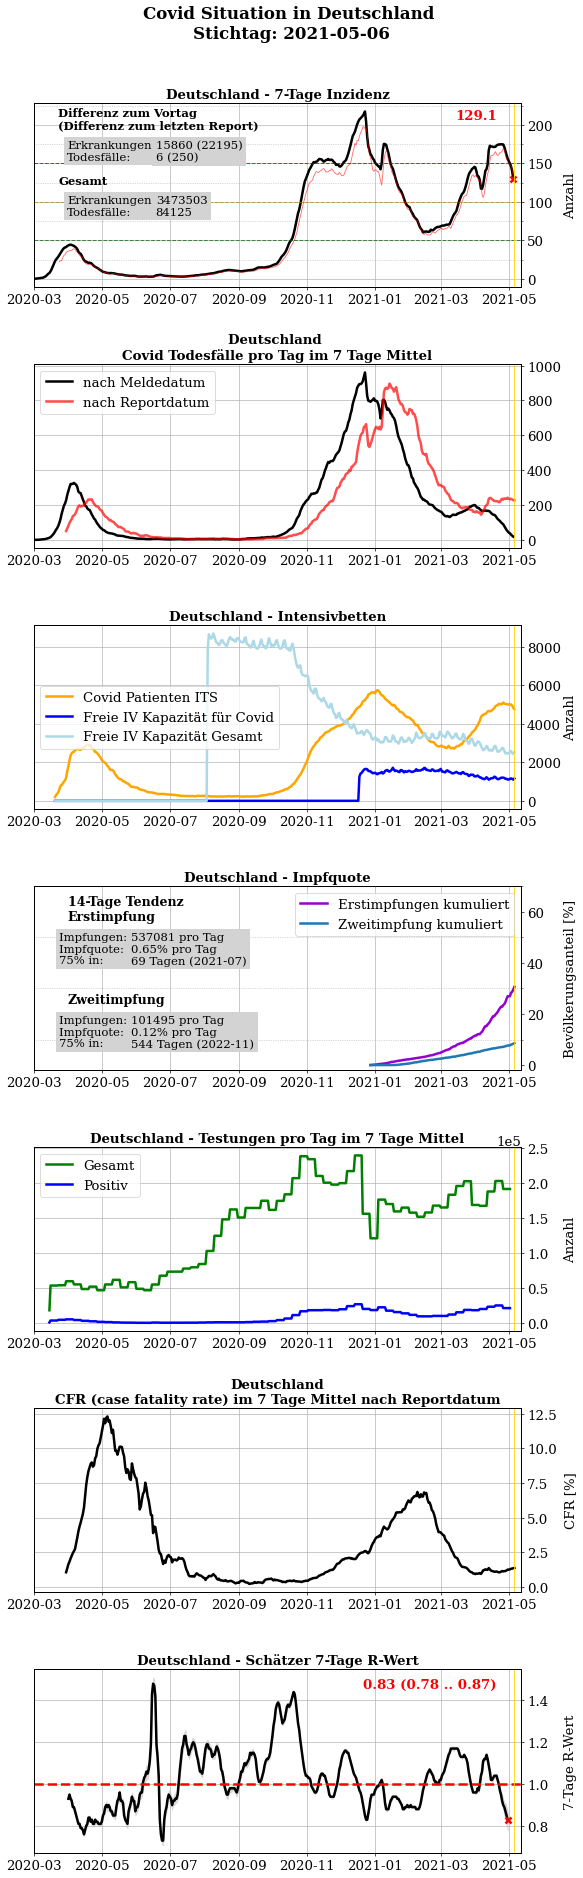 Covid Situation in Deutschland
Stichtag: 2021-05-06
Deutschland - 7-Tage Inzidenz
Differenz zum Vortag
(Differenz zum letzten Report)
129.1
Erkrankungen 15860 (22195)
Todesfälle: 6 (250)
Gesamt
Erkrankungen 3473503
Todesfälle: 84125
200
150
100
50
0
Anzahl
2020-03 2020-05 2020-07 2020-09 2020-11 2021-01 2021-03 2021-05
Deutschland
Covid Todesfälle pro Tag im 7 Tage Mittel
nach Meldedatum
nach Reportdatum
1000
800
600
400
200
0
2020-03 2020-05 2020-07 2020-09 2020-11 2021-01 2021-03 2021-05
Deutschland - Intensivbetten
Covid Patienten ITS
Freie IV Kapazität für Covid
Freie IV Kapazität Gesamt
8000
6000
4000
2000
0
Anzahl
2020-03 2020-05 2020-07 2020-09 2020-11 2021-01 2021-03 2021-05
Deutschland - Impfquote
14-Tage Tendenz
Erstimpfung
Impfungen: 537081 pro Tag
Impfquote: 0.65% pro Tag
75% in: 69 Tagen (2021-07)
Zweitimpfung
Impfungen: 101495 pro Tag
Impfquote: 0.12% pro Tag
75% in: 544 Tagen (2022-11)
Erstimpfungen kumuliert
Zweitimpfung kumuliert
60
40
20
0
Bevölkerungsanteil [%]
2020-03 2020-05 2020-07 2020-09 2020-11 2021-01 2021-03 2021-05
Deutschland - Testungen pro Tag im 7 Tage Mittel
1e5
Gesamt
Positiv
2.5
2.0
1.5
1.0
0.5
0.0
Anzahl
2020-03 2020-05 2020-07 2020-09 2020-11 2021-01 2021-03 2021-05
Deutschland
CFR (case fatality rate) im 7 Tage Mittel nach Reportdatum
12.5
10.0
7.5
5.0
2.5
0.0
CFR [%]
2020-03 2020-05 2020-07 2020-09 2020-11 2021-01 2021-03 2021-05
Deutschland - Schätzer 7-Tage R-Wert
0.83 (0.78 .. 0.87)
1.4
1.2
1.0
0.8
7-Tage R-Wert
2020-03 2020-05 2020-07 2020-09 2020-11 2021-01 2021-03 2021-05